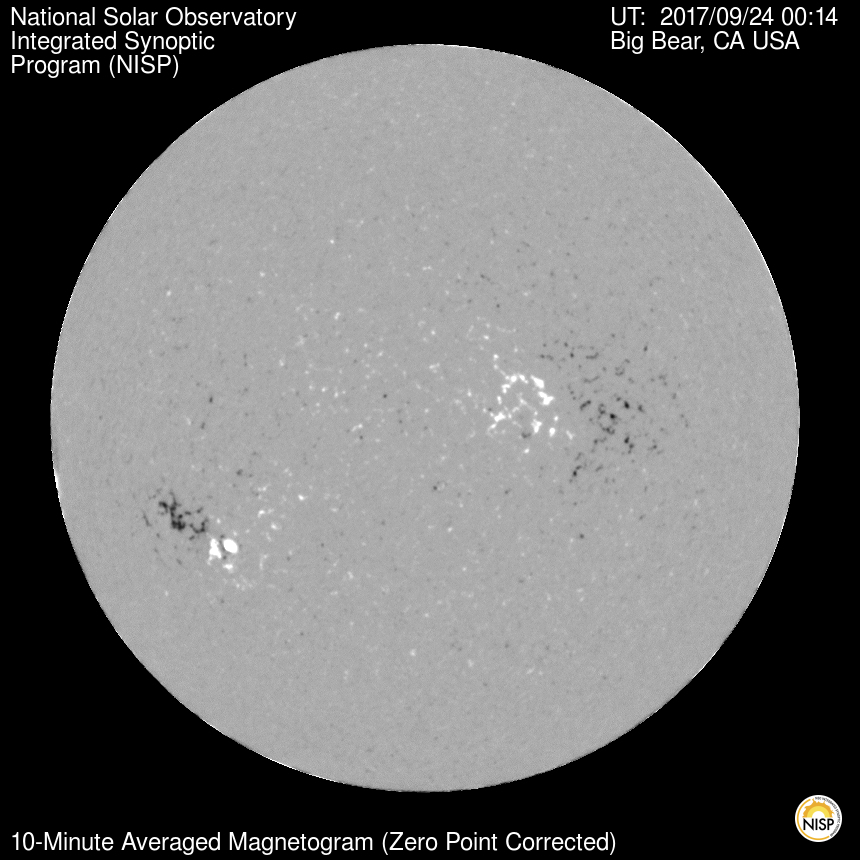 National Solar Observatory
Integrated Synoptic
Program (NISP)
UT: 2017/09/24 00:14
Big Bear, CA USA
10-Minute Averaged Magnetogram (Zero Point Corrected)
NISP